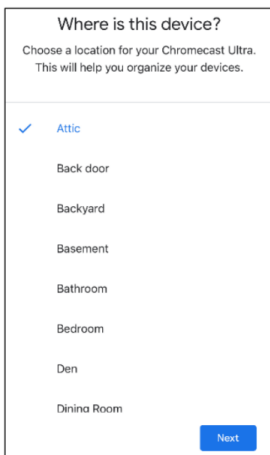 Where is this device?
Choose a location for your Chromecast Ultra.
This will help you organize your devices.
Attic
Back door
Backyard
Basement
Bathroom
Bedroom
Den
Dining Room
Next